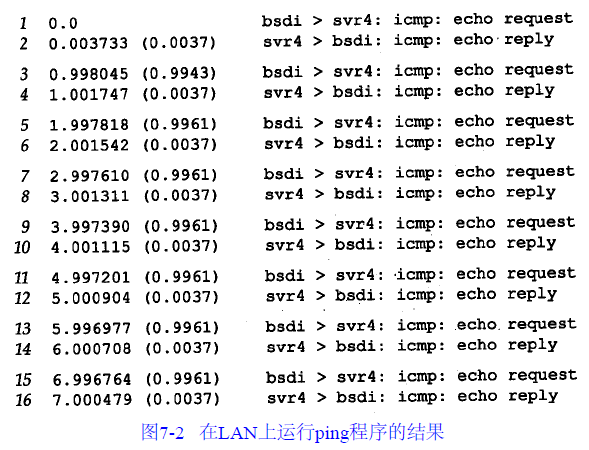 1 0.0 bsdi > svr4: icmp: echo request
2 0.003733 (0.0037) svr4 > bsdi: icmp: echo reply
3 0.998045 (0.9943) bsdi > svr4: icmp: echo request
4 1.001747 (0.0037) svr4 > bsdi: icmp: echo reply
5 1.997818 (0.9961) bsdi > svr4: icmp: echo request
6 2.001542 (0.0037) svr4 > bsdi: icmp: echo reply
7 2.997610 (0.9961) bsdi > svr4: icmp: echo request
8 3.001311 (0.0037) svr4 > bsdi: icmp: echo reply
9 3.997390 (0.9961) bsdi > svr4: icmp: echo request
10 4.001115 (0.0037) svr4 > bsdi: icmp: echo reply
11 4.997201 (0.9961) bsdi > svr4: icmp: echo request
12 5.000904 (0.0037) svr4 > bsdi: icmp: echo reply
13 5.996977 (0.9961) bsdi > svr4: icmp: echo request
14 6.000708 (0.0037) svr4 > bsdi: icmp: echo reply
15 6.996764 (0.9961) bsdi > svr4: icmp: echo request
16 7.000479 (0.0037) svr4 > bsdi: icmp: echo reply
图7-2 在LAN上运行ping程序的结果